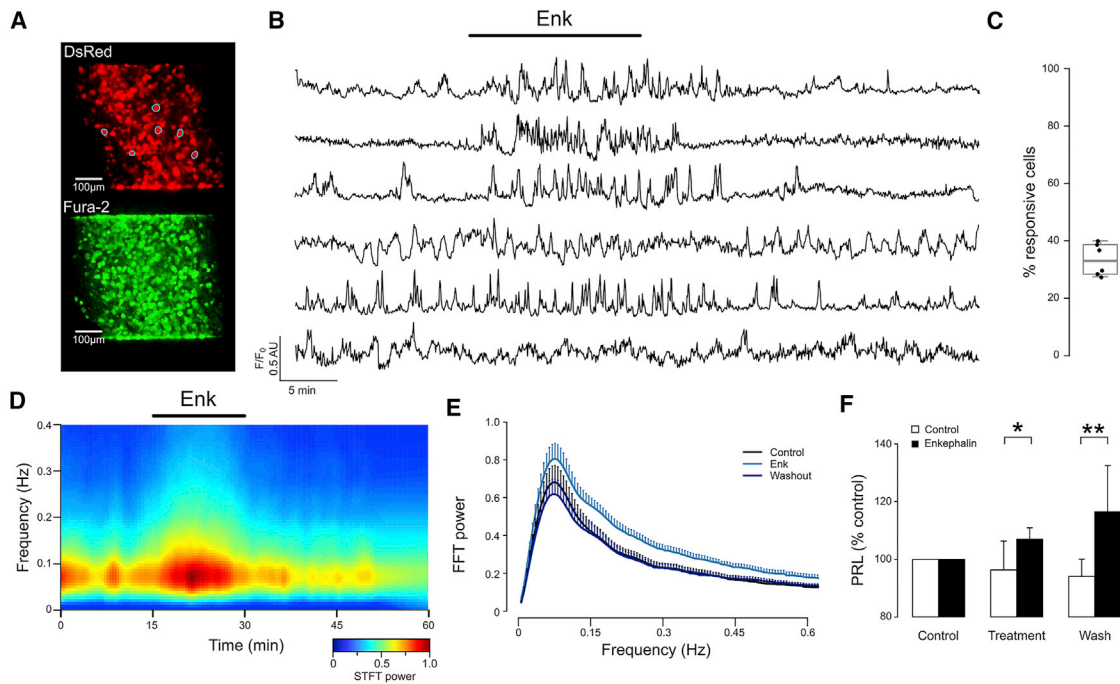 A
DsRed
100μm
Fura-2
100μm
B
Enk
F/F0
0.5 AU
5 min
C
% responsive cells
100
80
60
40
20
0
D
Enk
Frequency (Hz)
0.4
0.3
0.2
0.1
0
0 15 30 45 60
Time (min)
0 0.5 1.0
STFT power
E
FFT power
1.0
0.8
0.6
0.4
0.2
0
Control
Enk
Washout
0 0.15 0.3 0.45 0.6
Frequency (Hz)
F
Control
Enkephalin
* **
PRL (% control)
140
120
100
80
Control Treatment Wash